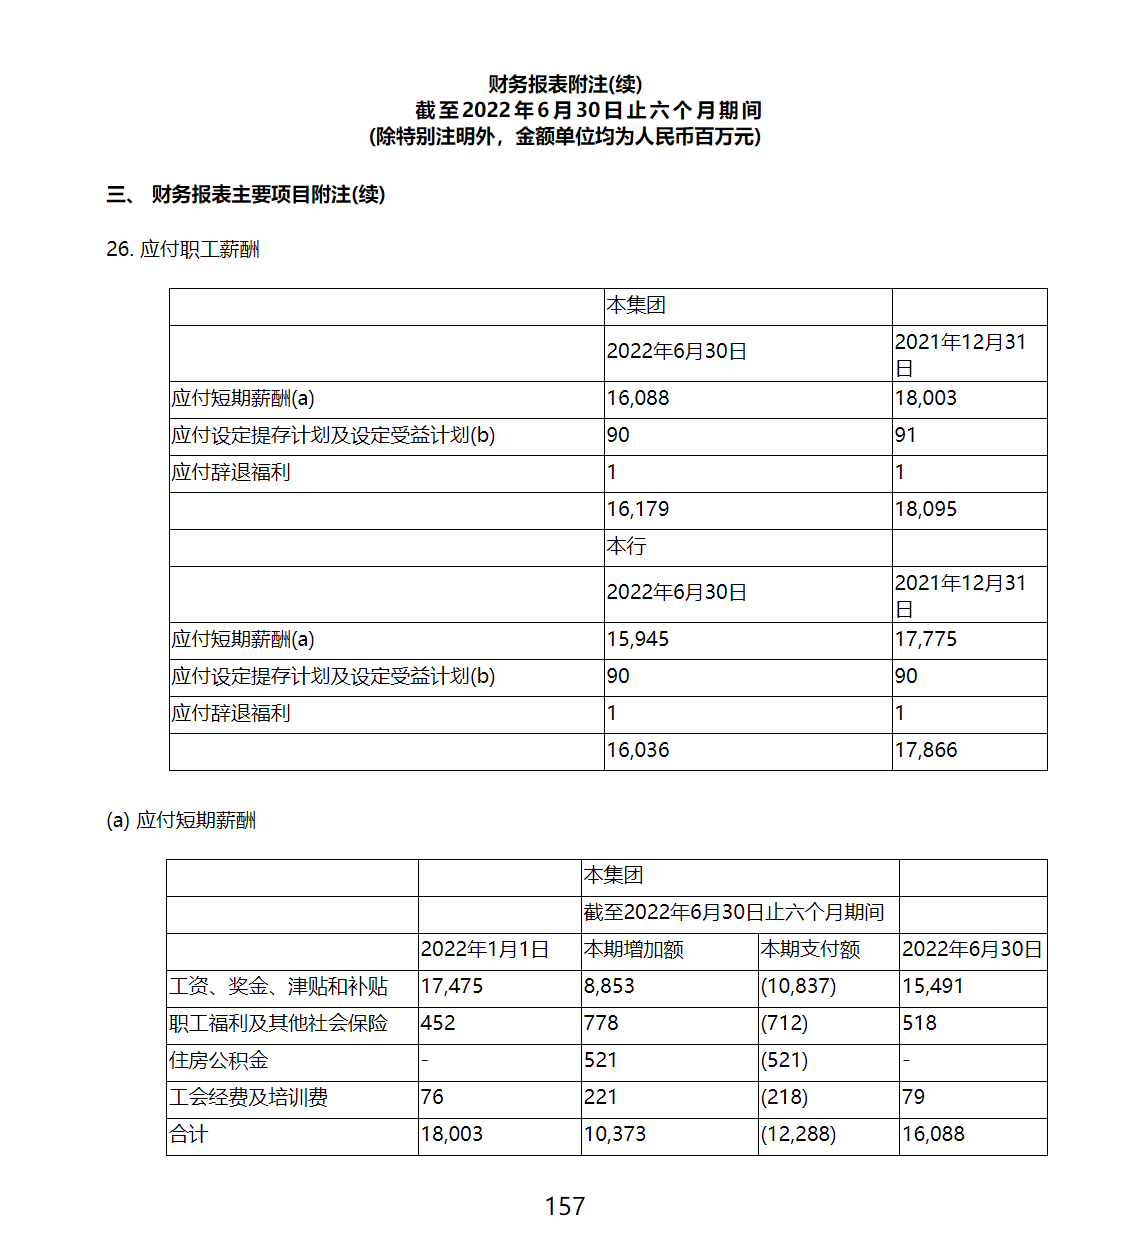 财务报表附注(续)
截至2022年6月30日止六个月期间
(除特别注明外，金额单位均为人民币百万元)
三、 财务报表主要项目附注(续)
26. 应付职工薪酬
本集团
2022年6月30日 2021年12月31日
应付短期薪酬(a) 16,088 18,003
应付设定提存计划及设定受益计划(b) 90 91
应付辞退福利 1 1
16,179 18,095
本行
2022年6月30日 2021年12月31日
应付短期薪酬(a) 15,945 17,775
应付设定提存计划及设定受益计划(b) 90 90
应付辞退福利 1 1
16,036 17,866
(a) 应付短期薪酬
本集团
截至2022年6月30日止六个月期间
2022年1月1日 本期增加额 本期支付额 2022年6月30日
工资、奖金、津贴和补贴 17,475 8,853 (10,837) 15,491
职工福利及其他社会保险 452 778 (712) 518
住房公积金 - 521 (521) -
工会经费及培训费 76 221 (218) 79
合计 18,003 10,373 (12,288) 16,088
157